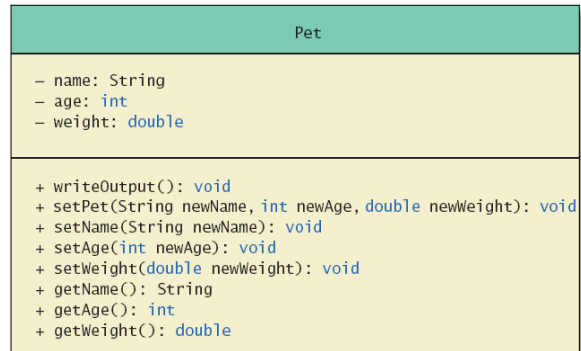 Pet
– name: String
– age: int
– weight: double
+ writeOutput(): void
+ setPet(String newName, int newAge, double newWeight): void
+ setName(String newName): void
+ setAge(int newAge): void
+ setWeight(double newWeight): void
+ getName(): String
+ getAge(): int
+ getWeight(): double